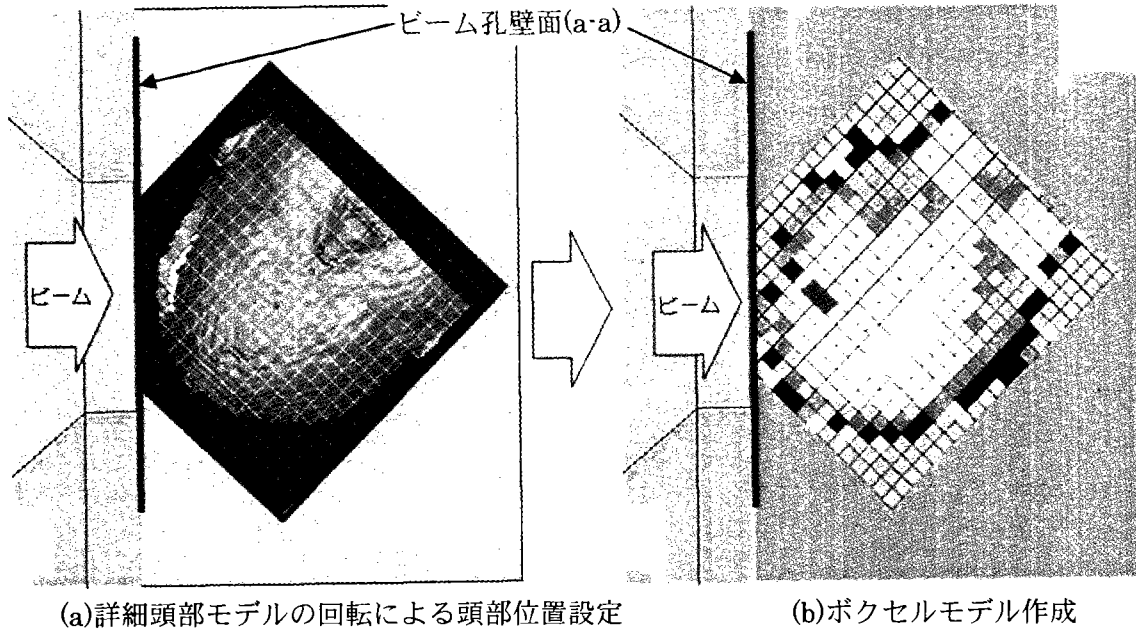 ビーム孔壁面(a-a)
ビーム
ビーム
(a)詳細頭部モデルの回転による頭部位置設定
(b)ボクセルモデル作成